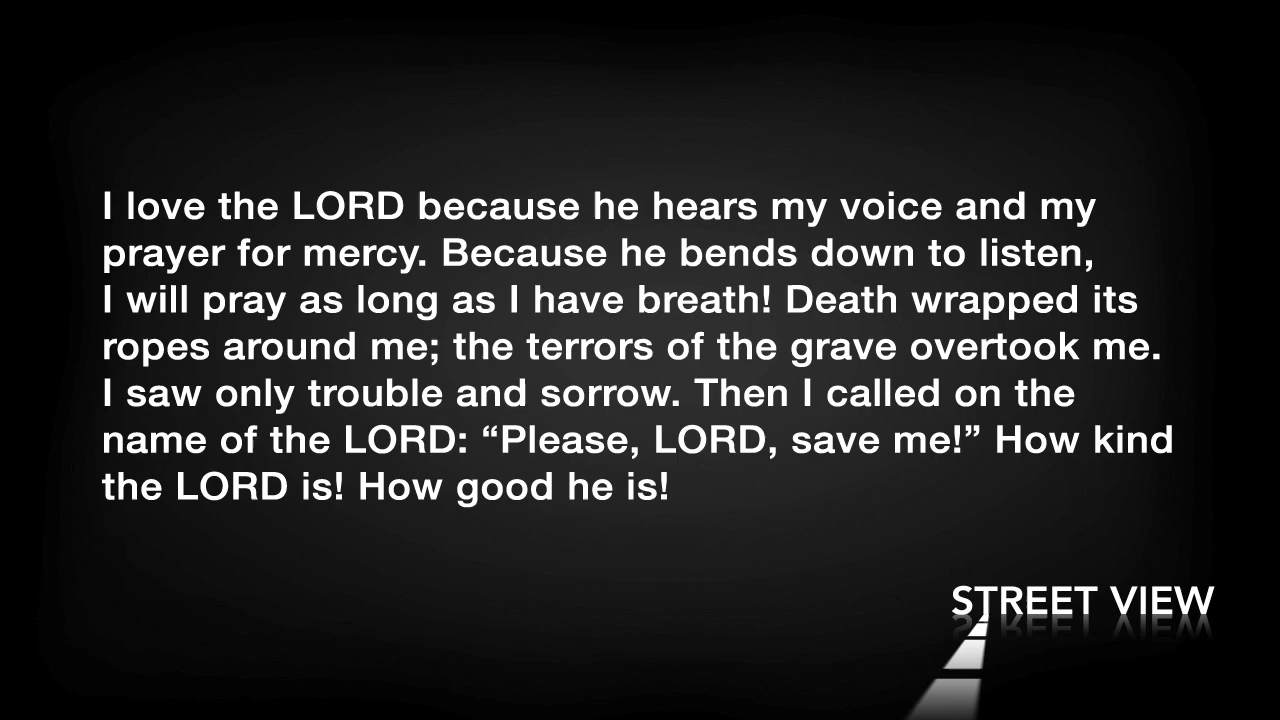 I love the LORD because he hears my voice and my
prayer for mercy. Because he bends down to listen,
I will pray as long as I have breath! Death wrapped its
ropes around me; the terrors of the grave overtook me.
I saw only trouble and sorrow. Then I called on the
name of the LORD: “Please, LORD, save me!” How kind
the LORD is! How good he is!
STREET VIEW